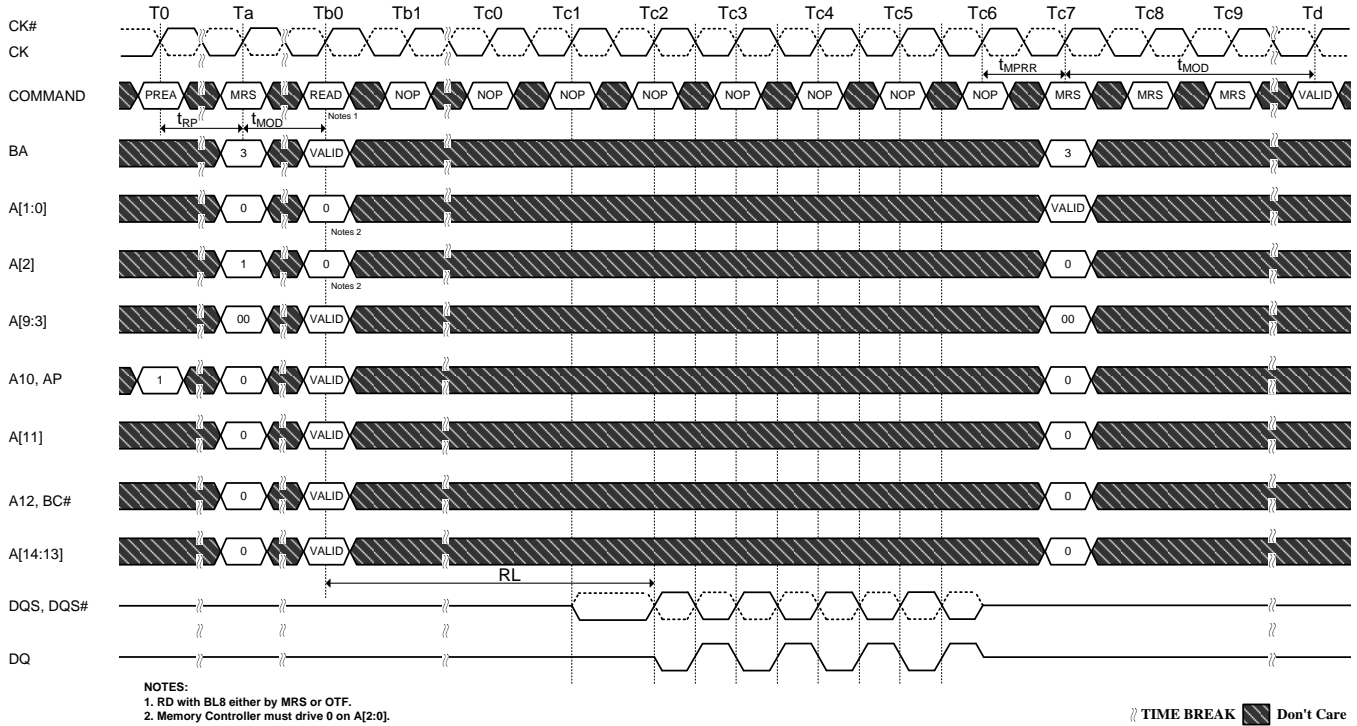 T0 Ta Tb0 Tb1 Tc0 Tc1 Tc2 Tc3 Tc4 Tc5 Tc6 Tc7 Tc8 Tc9 Td
CK#
CK
tMPRR tMOD
COMMAND PREA MRS READ NOP NOP NOP NOP NOP NOP NOP NOP MRS MRS MRS VALID
tRP tMOD Notes 1
BA 3 VALID 3
A[1:0] 0 0 VALID
Notes 2
A[2] 1 0 0
Notes 2
A[9:3] 00 VALID 00
A10, AP 1 0 VALID 0
A[11] 0 VALID 0
A12, BC# 0 VALID 0
A[14:13] 0 VALID 0
RL
DQS, DQS#
DQ
NOTES:
1. RD with BL8 either by MRS or OTF.
2. Memory Controller must drive 0 on A[2:0].
TIME BREAK Don't Care